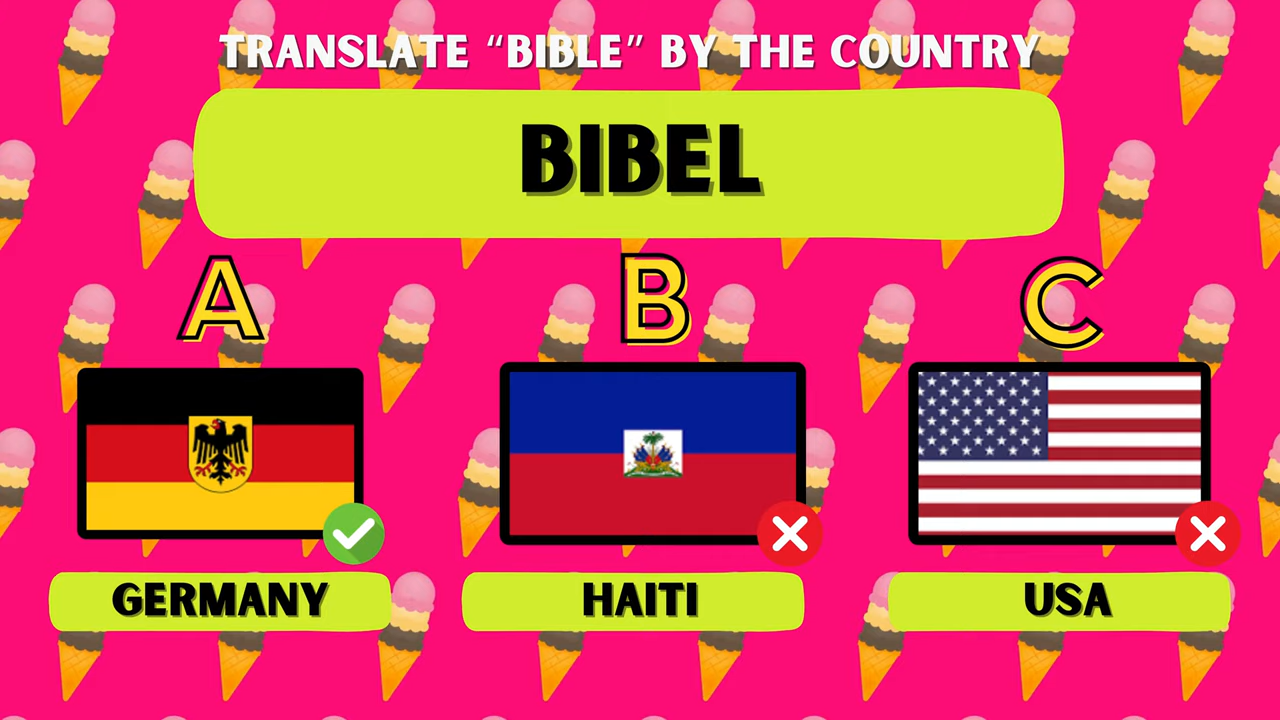 TRANSLATE “BIBLE” BY THE COUNTRY
BIBEL
A
B
C
GERMANY
HAITI
USA